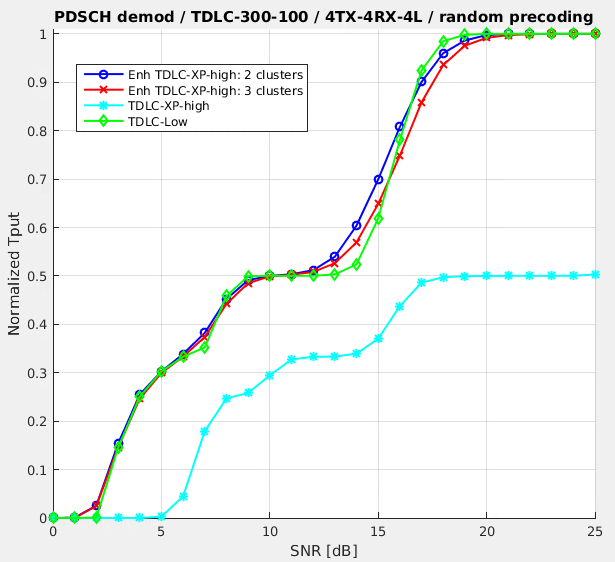 PDSCH demod / TDLC-300-100 / 4TX-4RX-4L / random precoding
1
0.9
0.8
0.7
0.6
0.5
0.4
0.3
0.2
0.1
0
Enh TDLC-XP-high: 2 clusters
Enh TDLC-XP-high: 3 clusters
TDLC-XP-high
TDLC-Low
Normalized Tput
0 5 10 15 20 25
SNR [dB]